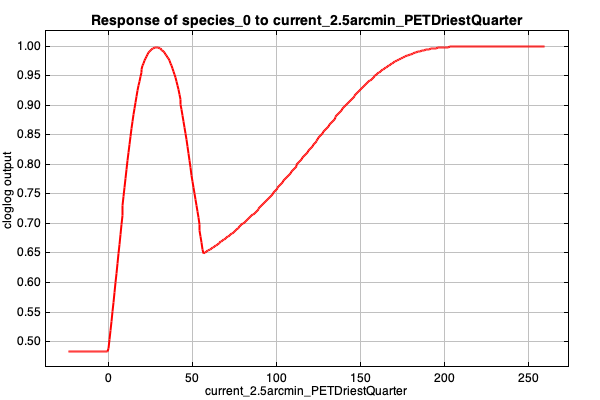 Response of species_0 to current_2.5arcmin_PETDriestQuarter
cloglog output
1.00
0.95
0.90
0.85
0.80
0.75
0.70
0.65
0.60
0.55
0.50
0 50 100 150 200 250
current_2.5arcmin_PETDriestQuarter